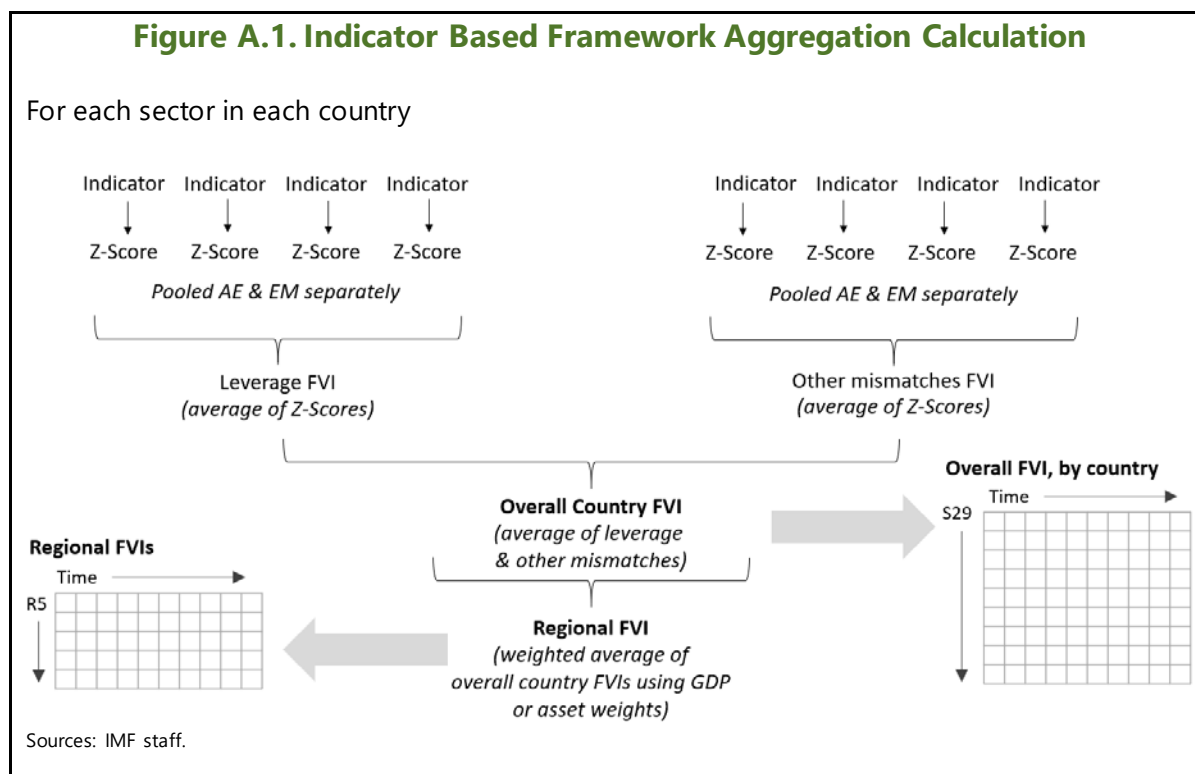 Figure A.1. Indicator Based Framework Aggregation Calculation
For each sector in each country
Indicator Indicator Indicator Indicator
Z-Score Z-Score Z-Score Z-Score
Pooled AE & EM separately
Leverage FVI
(average of Z-Scores)
Indicator Indicator Indicator Indicator
Z-Score Z-Score Z-Score Z-Score
Pooled AE & EM separately
Other mismatches FVI
(average of Z-Scores)
Overall Country FVI
(average of leverage
& other mismatches)
Overall FVI, by country
Time
S29
Regional FVIs
Time
R5
Regional FVI
(weighted average of
overall country FVIs using GDP
or asset weights)
Sources: IMF staff.